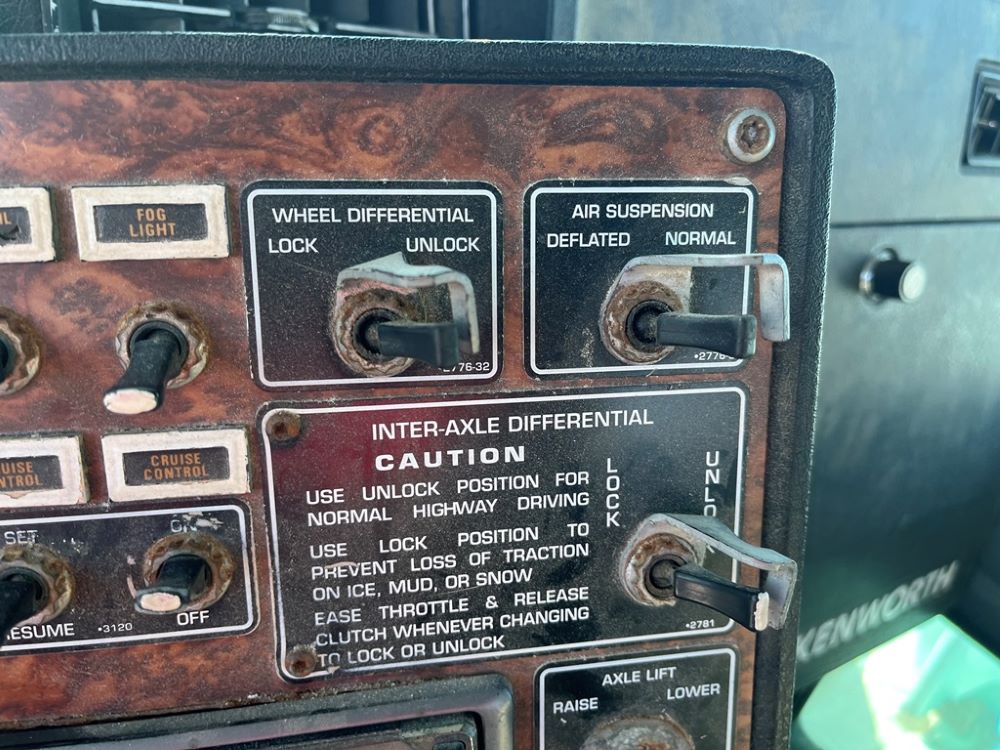 FOG
LIGHT
WHEEL DIFFERENTIAL
LOCK UNLOCK
2776-32
AIR SUSPENSION
DEFLATED NORMAL
CRUISE
CONTROL
SET
ON
OFF
•3120
INTER-AXLE DIFFERENTIAL
CAUTION
USE UNLOCK POSITION FOR
NORMAL HIGHWAY DRIVING
USE LOCK POSITION TO
PREVENT LOSS OF TRACTION
ON ICE, MUD, OR SNOW
EASE THROTTLE & RELEASE
CLUTCH WHENEVER CHANGING
TO LOCK OR UNLOCK
LOCK
•2781
AXLE LIFT
RAISE LOWER
KENWORTH